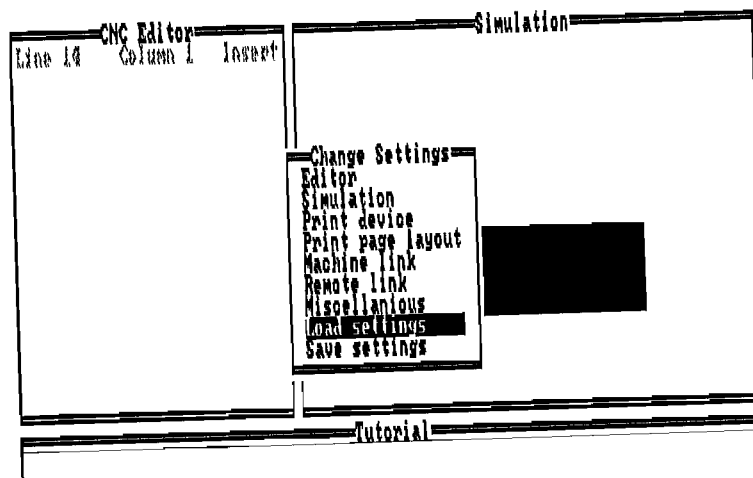 CNC Editor
Simulation
Line 10 Column 1 Insert
Change Settings
Editor
Simulation
Print device
Print page layout
Machine link
Remote link
Miscellanious
Load settings
Save settings
Tutorial